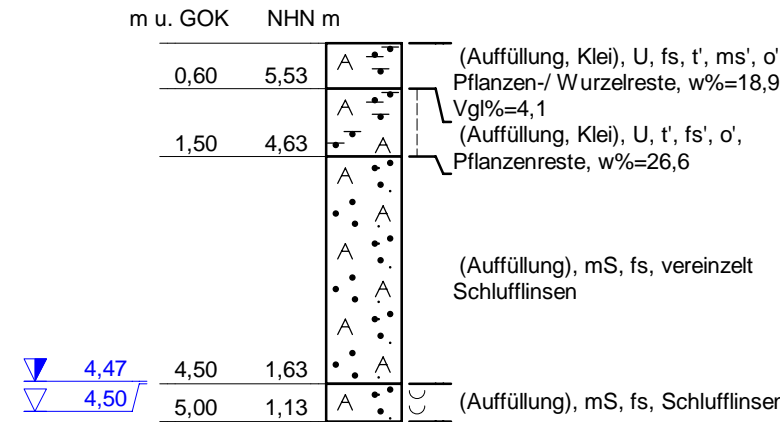 m u. GOK NHN m
(Auffüllung, Klei), U, fs, t', ms', o'
0,60 5,53 A
Pflanzen-/ Wurzelreste, w%=18,9
A
Vgl%=4,1
(Auffüllung, Klei), U, t', fs', o',
1,50 4,63 A
Pflanzenreste, w%=26,6
A
A
A
(Auffüllung), mS, fs, vereinzelt
A
Schlufflinsen
A
4,47 4,50 1,63 A
4,50 5,00 1,13 A (Auffüllung), mS, fs, Schlufflinsen